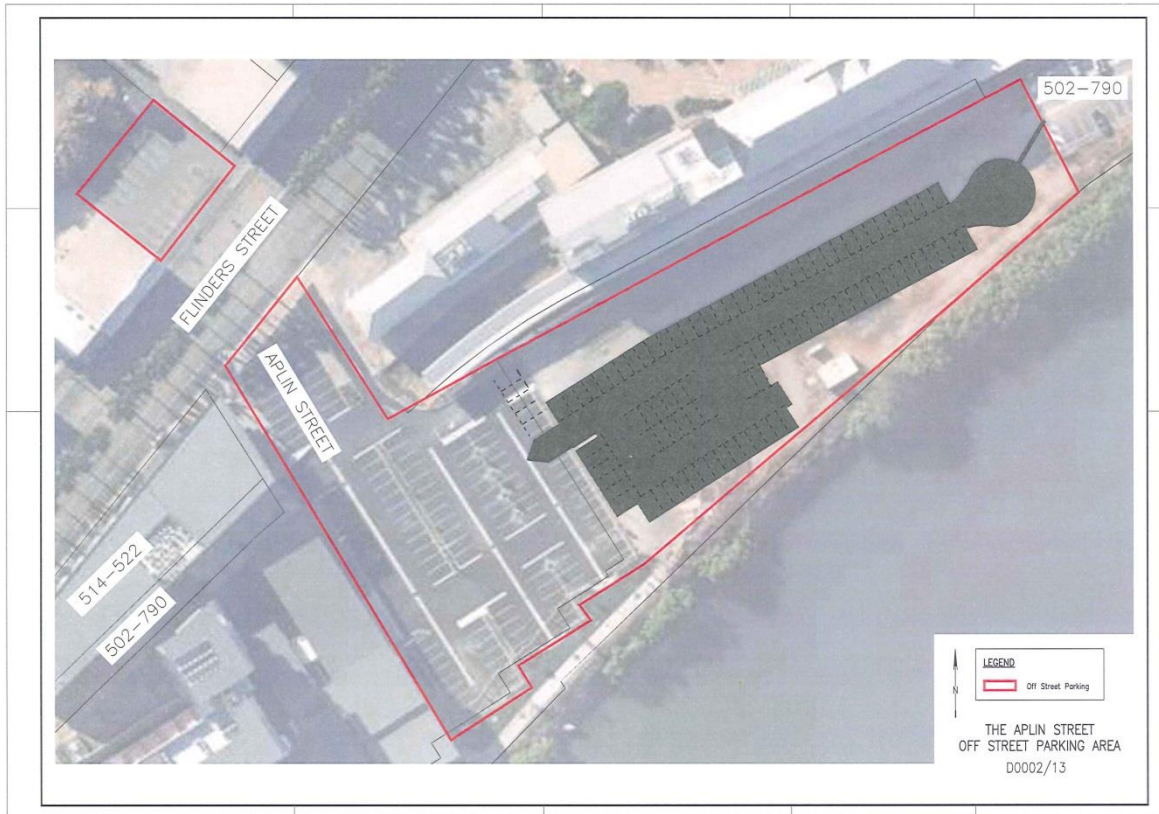 502-790
FLINDERS STREET
APLIN STREET
514-522
502-790
LEGEND
Off Street Parking
N
THE APLIN STREET
OFF STREET PARKING AREA
D0002/13